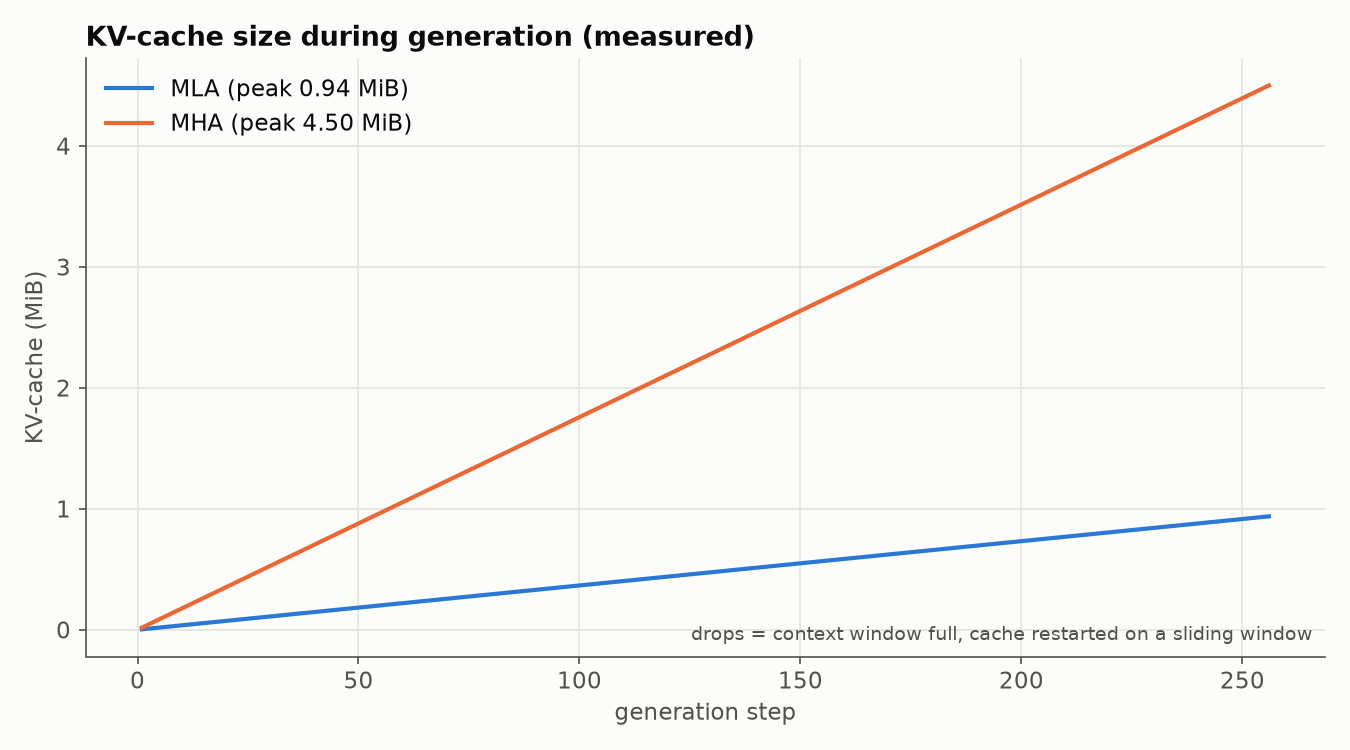 KV-cache size during generation (measured)
MLA (peak 0.94 MiB)
MHA (peak 4.50 MiB)
KV-cache (MiB)
4
3
2
1
0
drops = context window full, cache restarted on a sliding window
0 50 100 150 200 250
generation step